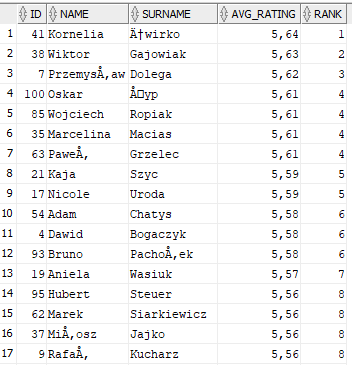 ID NAME SURNAME AVG_RATING RANK
1 41 Kornelia Ä†wirko 5,64 1
2 38 Wiktor Gajowiak 5,63 2
3 7 PrzemysÅ‚aw Dolega 5,62 3
4 100 Oskar Å□yp 5,61 4
5 85 Wojciech Ropiak 5,61 4
6 35 Marcelina Macias 5,61 4
7 63 PaweÅ‚ Grzelec 5,61 4
8 21 Kaja Szyc 5,59 5
9 17 Nicole Uroda 5,59 5
10 54 Adam Chatys 5,58 6
11 4 Dawid Bogaczyk 5,58 6
12 93 Bruno PachoÅ‚ek 5,58 6
13 19 Aniela Wasiuk 5,57 7
14 95 Hubert Steuer 5,56 8
15 62 Marek Siarkiewicz 5,56 8
16 37 MiÅ‚osz Jajko 5,56 8
17 9 RafaÅ‚ Kucharz 5,56 8